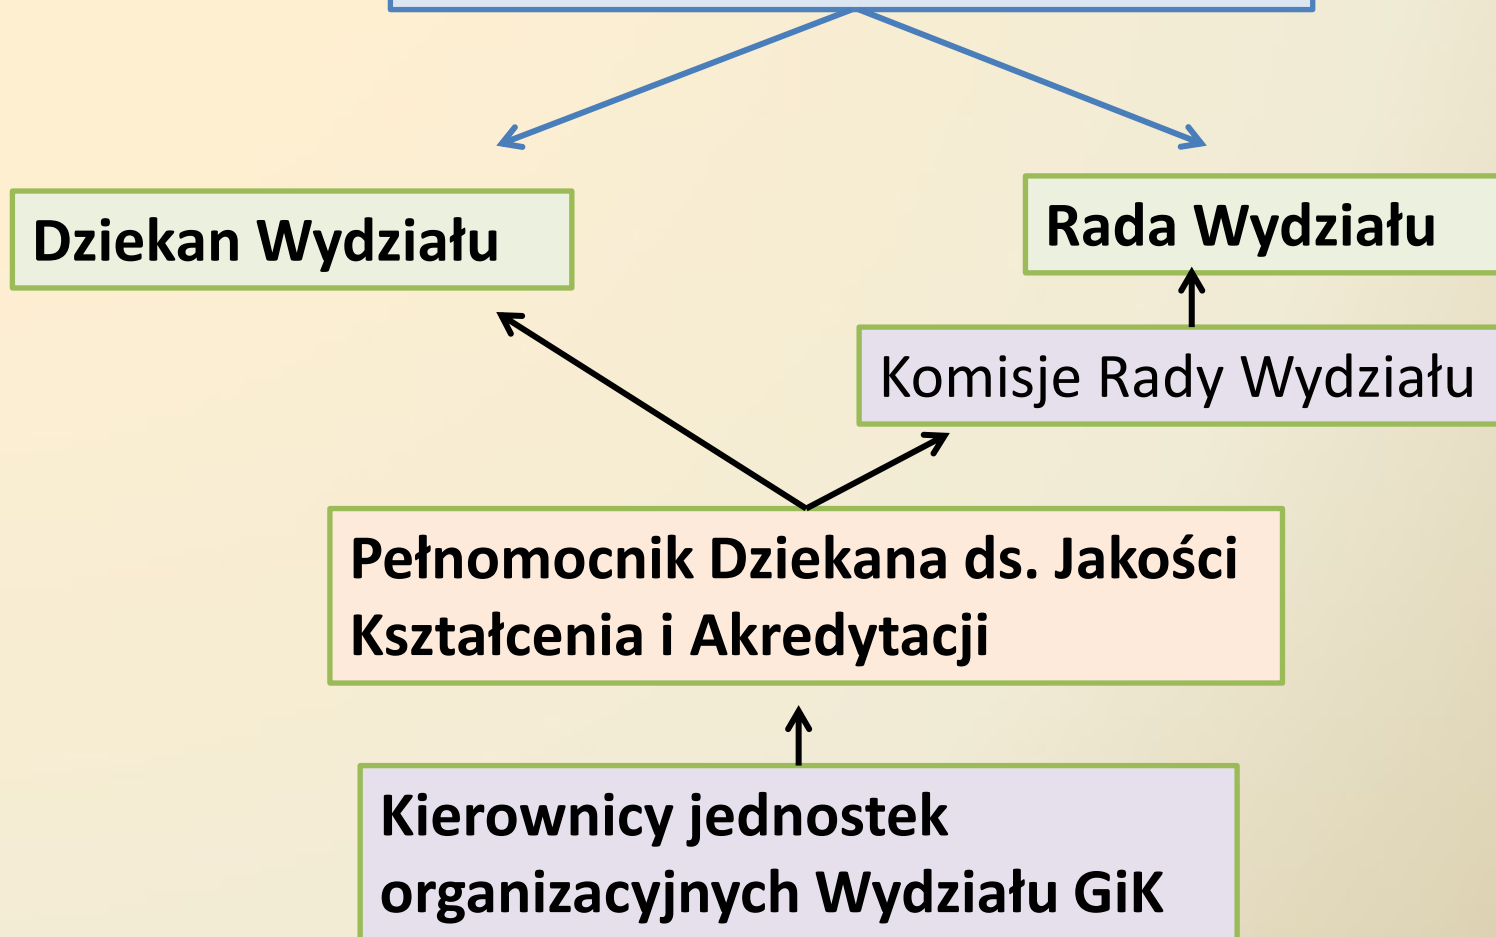 Dziekan Wydziału
Rada Wydziału
Komisje Rady Wydziału
Pełnomocnik Dziekana ds. Jakości
Kształcenia i Akredytacji
Kierownicy jednostek
organizacyjnych Wydziału GiK